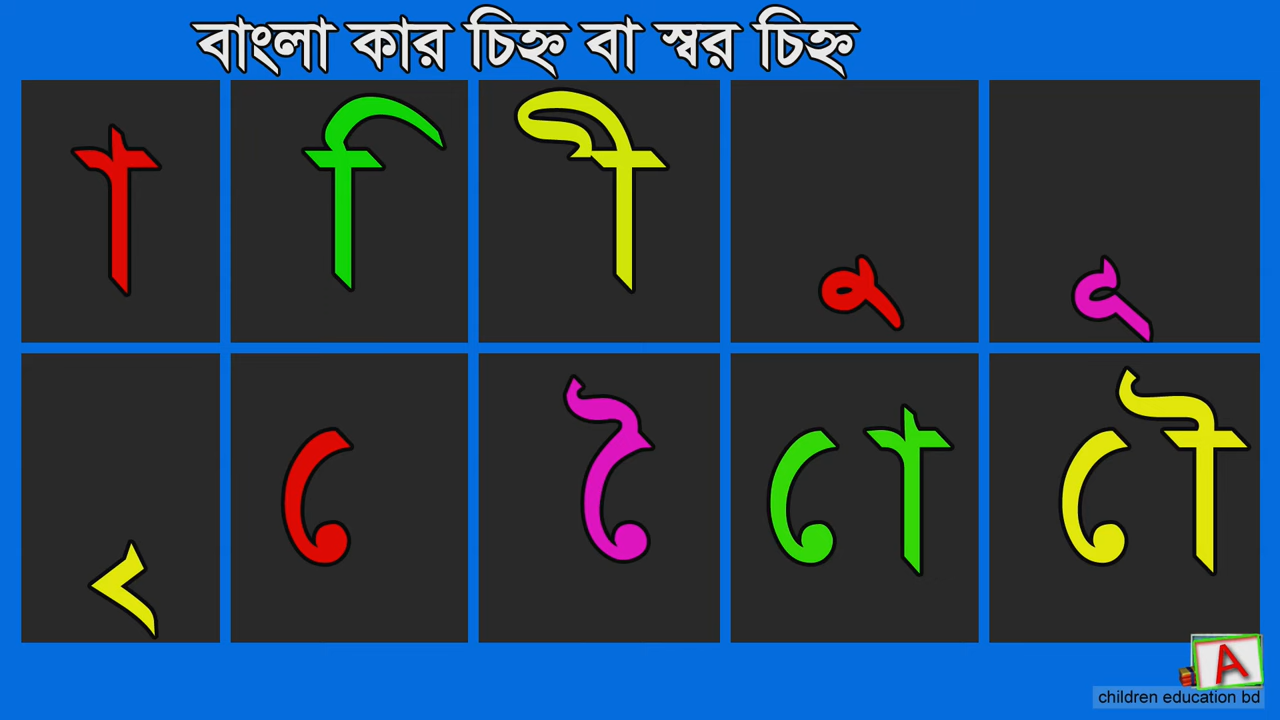 বাংলা কার চিহ্ন বা স্বর চিহ্ন
া ি ী ু ূ
ৃ ে ৈ ো ৌ
A
children education bd